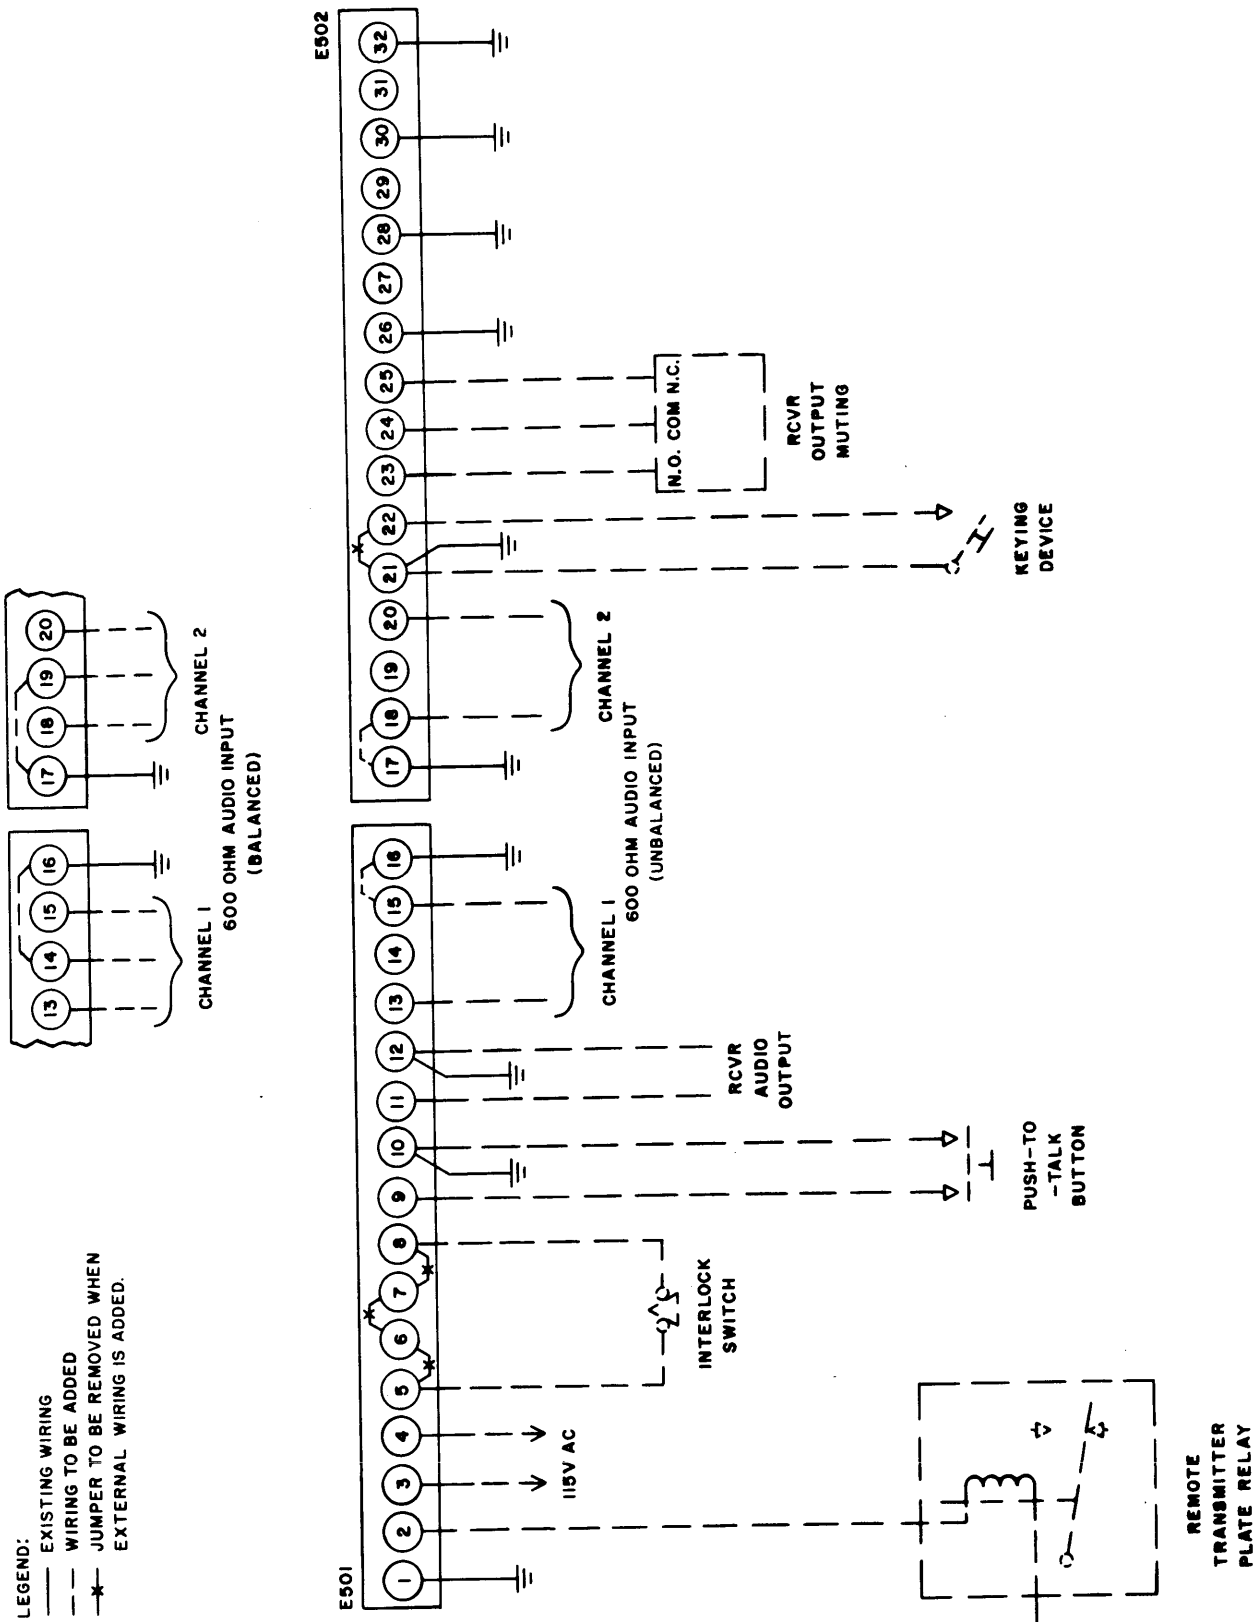 LEGEND:
EXISTING WIRING
WIRING TO BE ADDED
JUMPER TO BE REMOVED WHEN
EXTERNAL WIRING IS ADDED.
13 14 15 16
17 18 19 20
CHANNEL 1
CHANNEL 2
600 OHM AUDIO INPUT
(BALANCED)
E501
E502
1 2 3 4 5 6 7 8 9 10 11 12 13 14 15 16
17 18 19 20 21 22 23 24 25 26 27 28 29 30 31 32
115V AC
INTERLOCK
SWITCH
PUSH-TO
-TALK
BUTTON
RCVR
AUDIO
OUTPUT
CHANNEL 1
CHANNEL 2
600 OHM AUDIO INPUT
(UNBALANCED)
KEYING
DEVICE
N.O. COM N.C.
RCVR
OUTPUT
MUTING
REMOTE
TRANSMITTER
PLATE RELAY